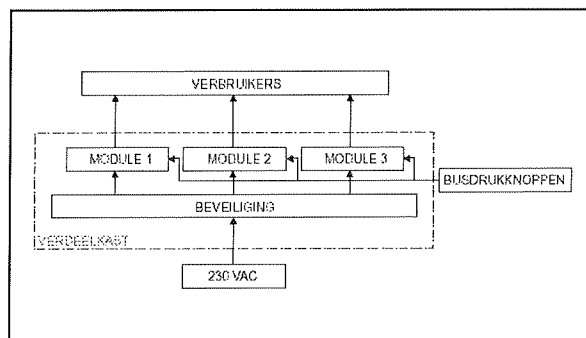 VERBRUIKERS
MODULE 1
MODULE 2
MODULE 3
BUSDRUKKNOPPEN
BEVEILIGING
VERDEELKAST
230 VAC